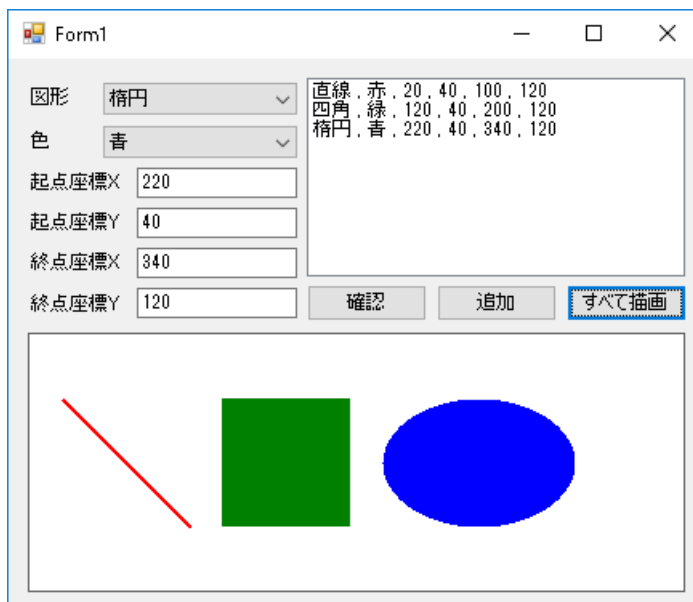 Form1
図形
楕円
色
青
起点座標X
220
起点座標Y
40
終点座標X
340
終点座標Y
120
直線 , 赤 , 20 , 40 , 100 , 120
四角 , 緑 , 120 , 40 , 200 , 120
楕円 , 青 , 220 , 40 , 340 , 120
確認
追加
すべて描画